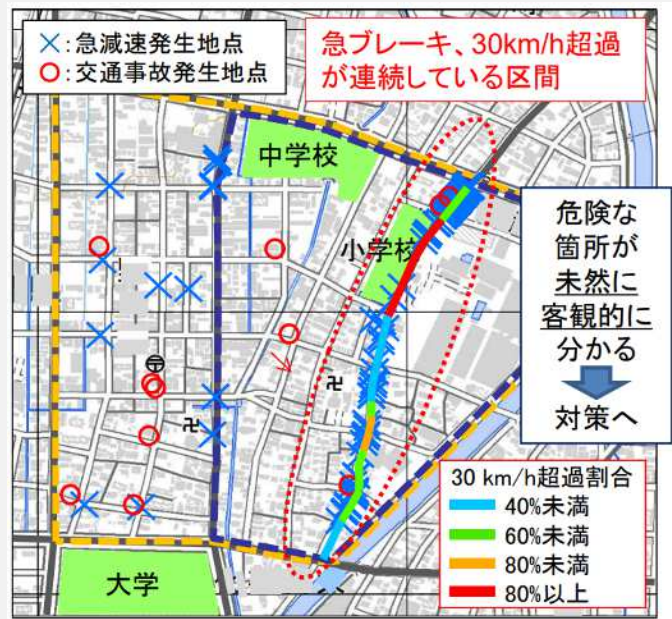 ×：急減速発生地点
○：交通事故発生地点
急ブレーキ、30km/h超過
が連続している区間
中学校
小学校
危険な
箇所が
未然に
客観的に
分かる
対策へ
大学
30 km/h超過割合
40%未満
60%未満
80%未満
80%以上